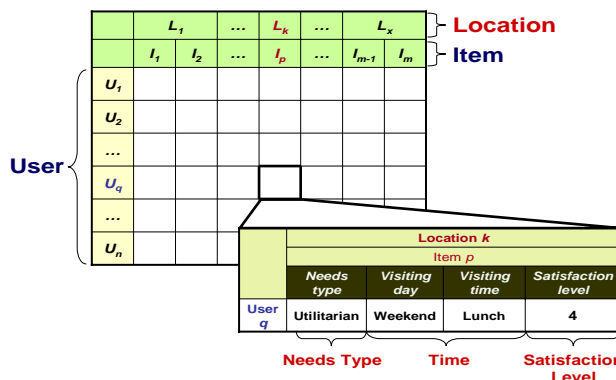 L1 ... Lk ... Lx Location
I1 I2 ... Ip ... Im-1 Im Item
U1
U2
...
User
Uq
...
Un
Location k
Item p
Needs type Visiting day Visiting time Satisfaction level
User q Utilitarian Weekend Lunch 4
Needs Type Time Satisfaction Level